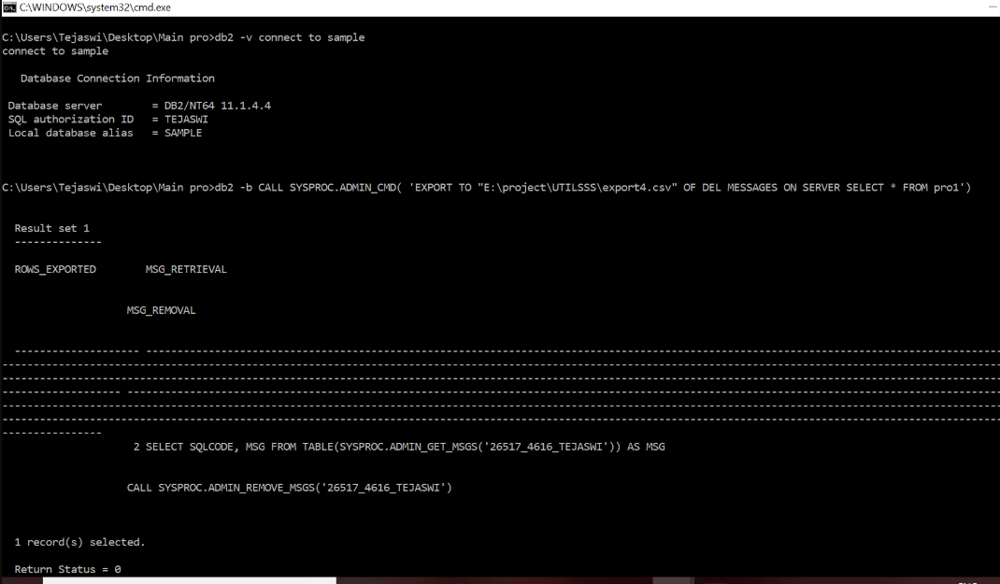 C:\WINDOWS\system32\cmd.exe
C:\Users\Tejaswi\Desktop\Main pro>db2 -v connect to sample
connect to sample
Database Connection Information
Database server = DB2/NT64 11.1.4.4
SQL authorization ID = TEJASWI
Local database alias = SAMPLE
C:\Users\Tejaswi\Desktop\Main pro>db2 -b CALL SYSPROC.ADMIN_CMD( 'EXPORT TO "E:\project\UTILSSS\export4.csv" OF DEL MESSAGES ON SERVER SELECT * FROM pro1')
Result set 1
--------------
ROWS_EXPORTED MSG_RETRIEVAL
MSG_REMOVAL
2 SELECT SQLCODE, MSG FROM TABLE(SYSPROC.ADMIN_GET_MSGS('26517_4616_TEJASWI')) AS MSG
CALL SYSPROC.ADMIN_REMOVE_MSGS('26517_4616_TEJASWI')
1 record(s) selected.
Return Status = 0